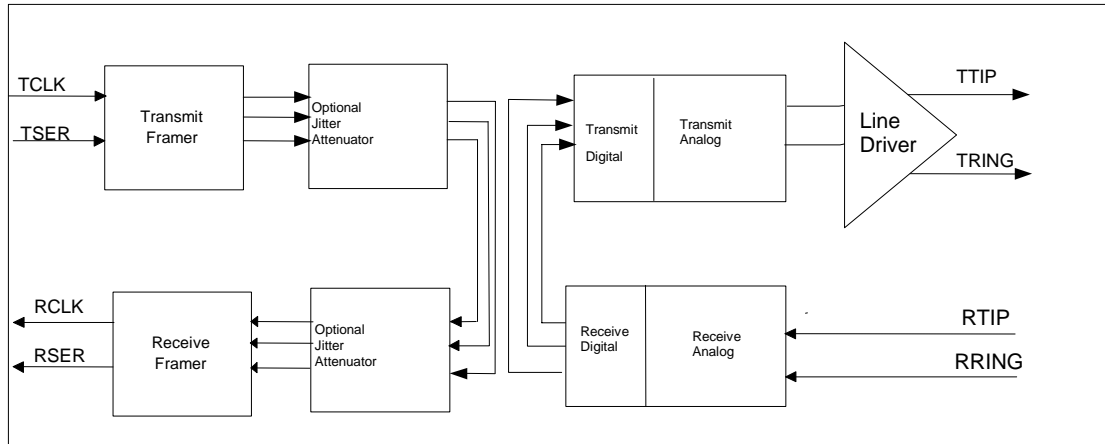 TCLK
TSER
Transmit
Framer
Optional
Jitter
Attenuator
Transmit
Digital
Transmit
Analog
Line
Driver
TTIP
TRING
RCLK
RSER
Receive
Framer
Optional
Jitter
Attenuator
Receive
Digital
Receive
Analog
RTIP
RRING